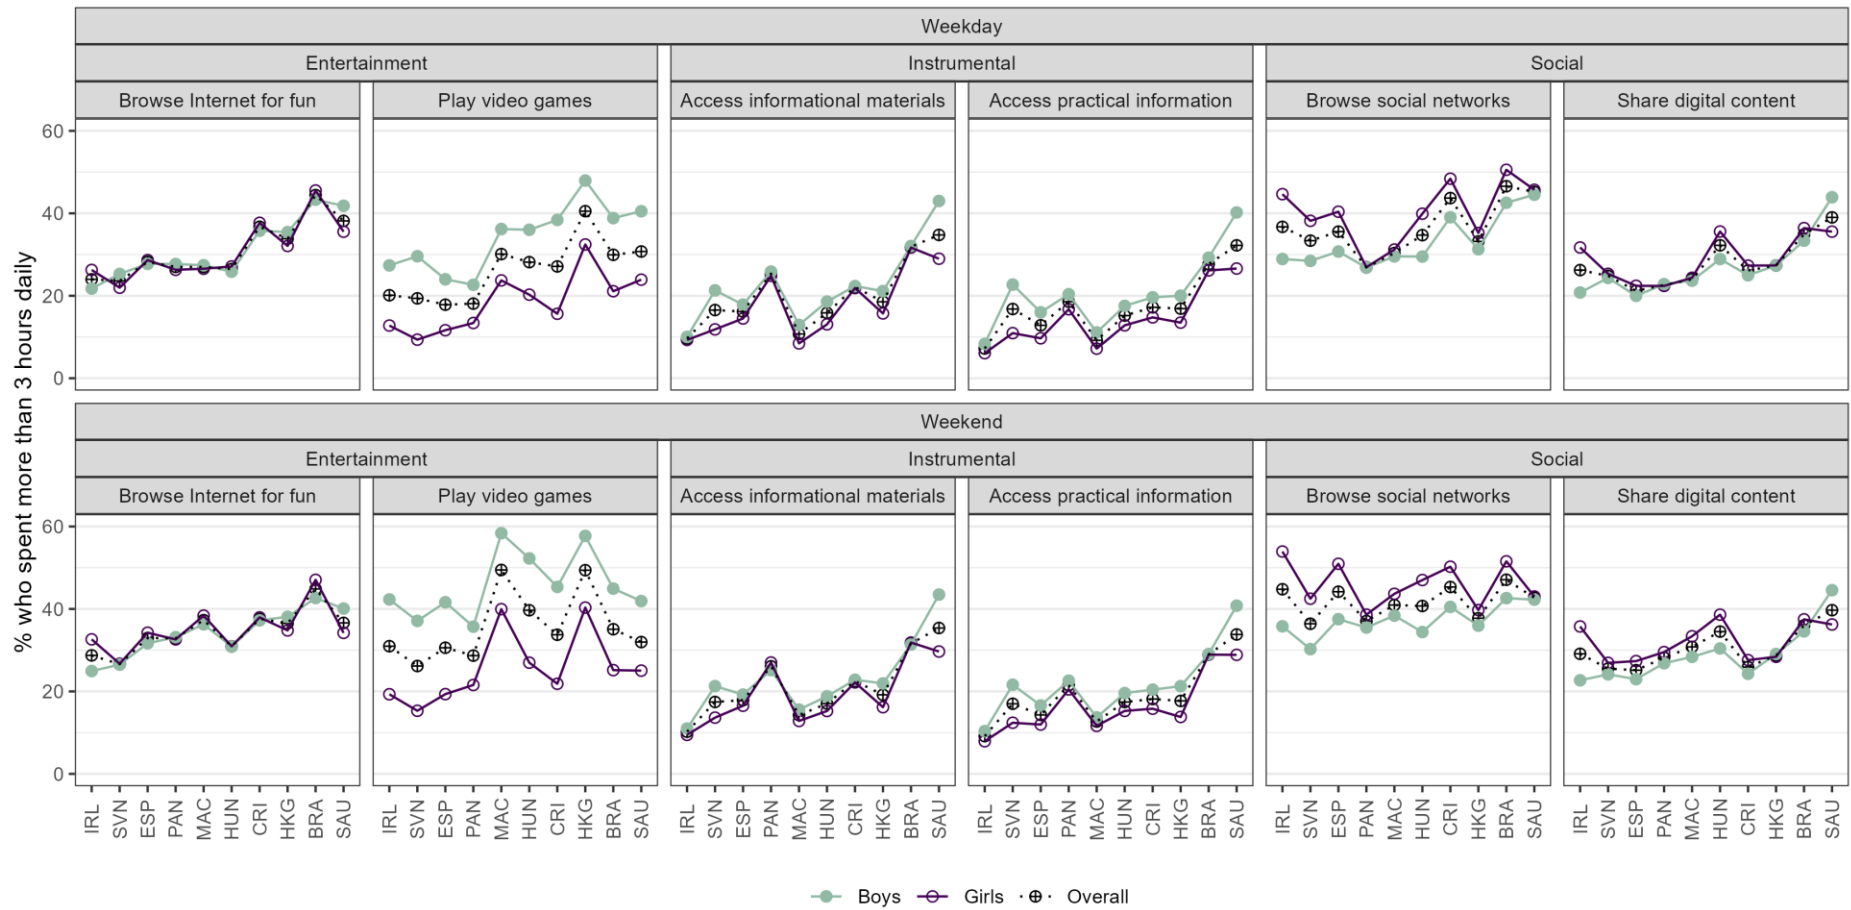 Weekday
Entertainment Instrumental Social
Browse Internet for fun Play video games Access informational materials Access practical information Browse social networks Share digital content
60
40
20
0
% who spent more than 3 hours daily
Weekend
Entertainment Instrumental Social
Browse Internet for fun Play video games Access informational materials Access practical information Browse social networks Share digital content
60
40
20
0
IRL SVN ESP PAN MAC HUN CRI HKG BRA SAU IRL SVN ESP PAN MAC HUN CRI HKG BRA SAU IRL SVN ESP PAN MAC HUN CRI HKG BRA SAU IRL SVN ESP PAN MAC HUN CRI HKG BRA SAU IRL SVN ESP PAN MAC HUN CRI HKG BRA SAU IRL SVN ESP PAN MAC HUN CRI HKG BRA SAU
Boys Girls Overall